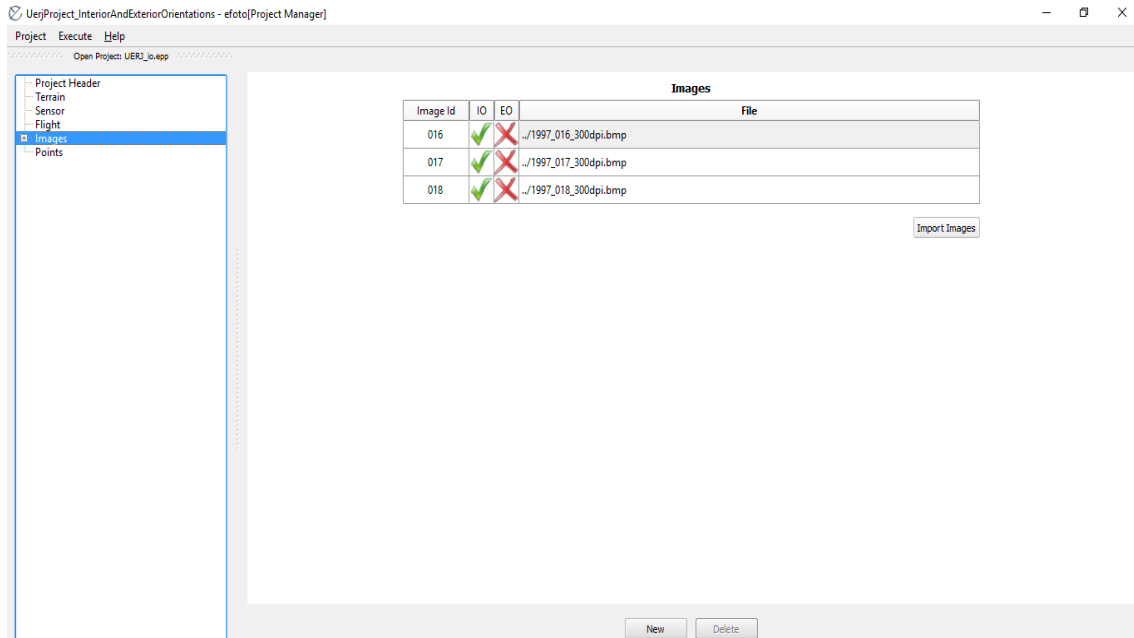 UerjProject_InteriorAndExteriorOrientations - efoto[Project Manager]
Project Execute Help
Open Project: UERJ_io.epp
Project Header
Terrain
Sensor
Flight
Images
Points
Images
Image Id IO EO File
016 ../1997_016_300dpi.bmp
017 ../1997_017_300dpi.bmp
018 ../1997_018_300dpi.bmp
Import Images
New Delete